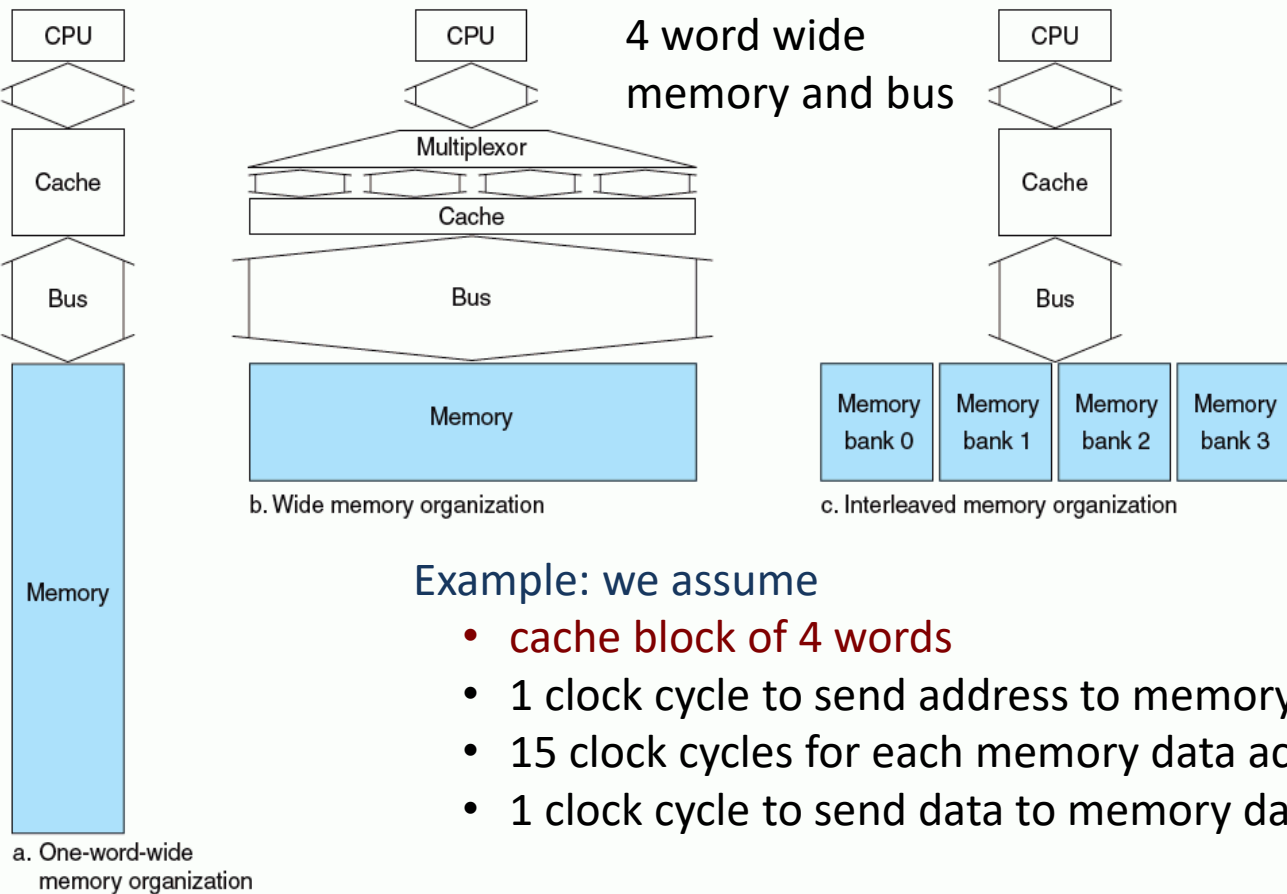 CPU
Cache
Bus
Memory
a. One-word-wide
memory organization
CPU
Multiplexor
Cache
Bus
Memory
b. Wide memory organization
4 word wide
memory and bus
CPU
Cache
Bus
Memory
bank 0
Memory
bank 1
Memory
bank 2
Memory
bank 3
c. Interleaved memory organization
Example: we assume
• cache block of 4 words
• 1 clock cycle to send address to memory
• 15 clock cycles for each memory data
• 1 clock cycle to send data to memory